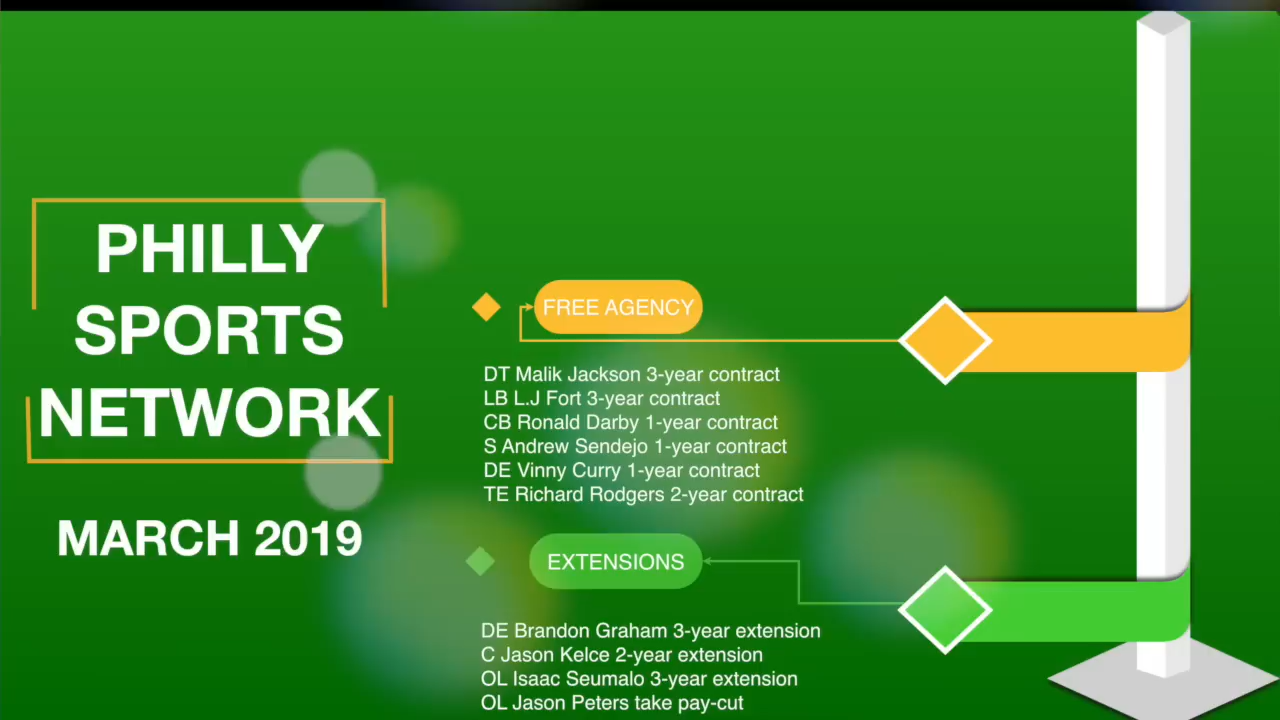 PHILLY
SPORTS
NETWORK
MARCH 2019
FREE AGENCY
DT Malik Jackson 3-year contract
LB L.J Fort 3-year contract
CB Ronald Darby 1-year contract
S Andrew Sendejo 1-year contract
DE Vinny Curry 1-year contract
TE Richard Rodgers 2-year contract
EXTENSIONS
DE Brandon Graham 3-year extension
C Jason Kelce 2-year extension
OL Isaac Seumalo 3-year extension
OL Jason Peters take pay-cut